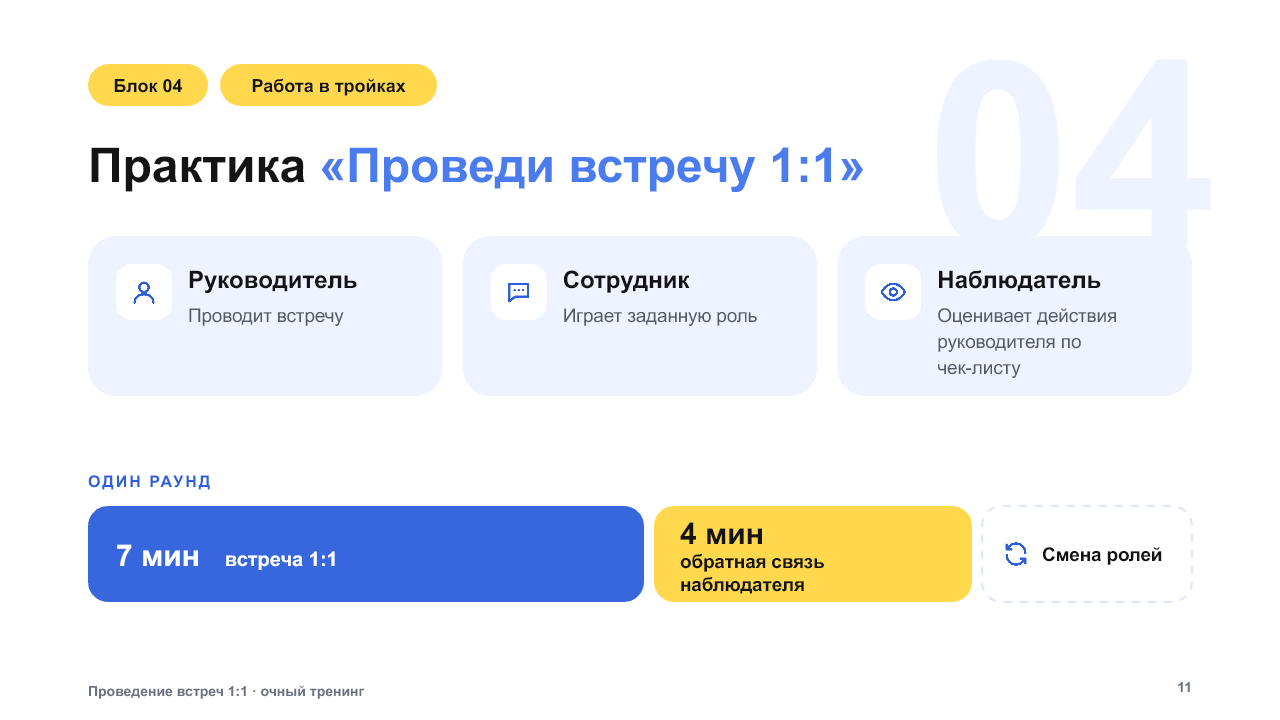 Блок 04
Работа в тройках
04
Практика «Проведи встречу 1:1»
Руководитель
Проводит встречу
Сотрудник
Играет заданную роль
Наблюдатель
Оценивает действия
руководителя по
чек-листу
ОДИН РАУНД
7 мин встреча 1:1
4 мин
обратная связь
наблюдателя
Смена ролей
Проведение встреч 1:1 · очный тренинг
11